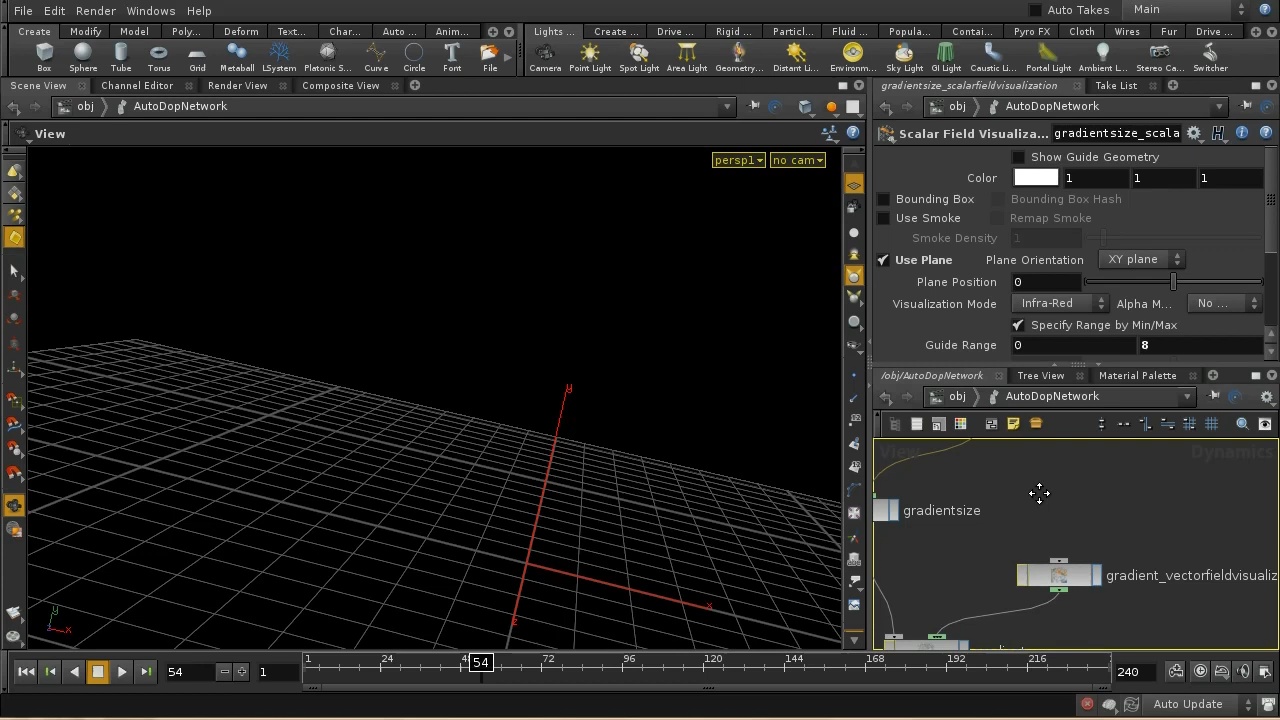 File Edit Render Windows Help Auto Takes Main
Create Modify Model Poly... Deform Text... Char... Auto ... Anim... Lights ... Create ... Drive ... Rigid ... Particl... Fluid ... Popula... Contai... Pyro FX Cloth Wires Fur Drive ...
Box Sphere Tube Torus Grid Metaball LSystem Platonic S... Curve Circle Font File Camera Point Light Spot Light Area Light Geometry... Distant Li... Environm... Sky Light GI Light Caustic Li... Portal Light Ambient L... Stereo Ca... Switcher
Scene View Channel Editor Render View Composite View gradientsize_scalarfieldvisualization Take List
obj AutoDopNetwork obj AutoDopNetwork
View Scalar Field Visualiza... gradientsize_scala
persp1 no cam Show Guide Geometry
Color 1 1 1
Bounding Box Bounding Box Hash
Use Smoke Remap Smoke
Smoke Density 1
Use Plane Plane Orientation XY plane
Plane Position 0
Visualization Mode Infra-Red Alpha M... No ...
Specify Range by Min/Max
Guide Range 0 8
/obj/AutoDopNetwork Tree View Material Palette
obj AutoDopNetwork
View Dynamics
gradientsize
gradient_vectorfieldvisualiz
y
x
z
y
x
54 1 1 24 54 72 96 120 144 168 192 216 240
Auto Update